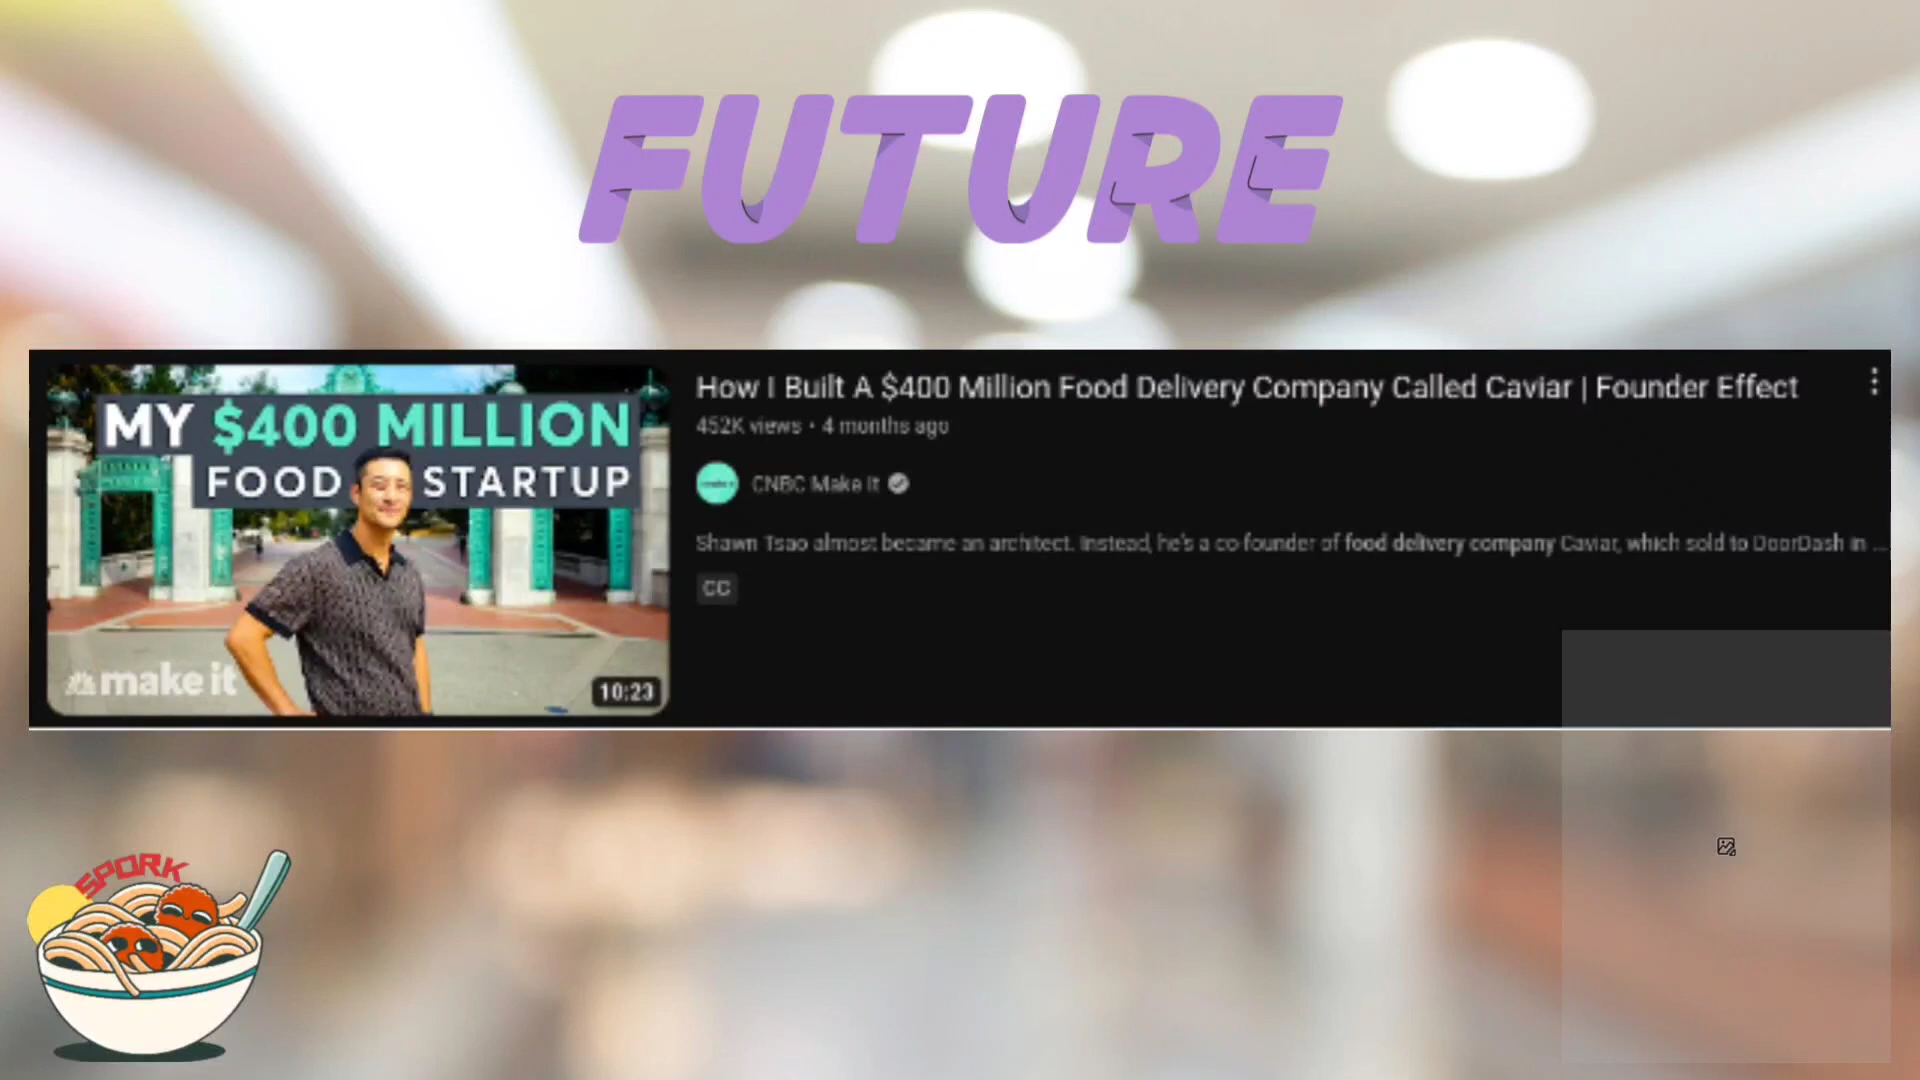 FUTURE
MY $400 MILLION
FOOD STARTUP
make it
10:23
How I Built A $400 Million Food Delivery Company Called Caviar | Founder Effect
452K views • 4 months ago
CNBC Make It
Shawn Tsao almost became an architect. Instead, he's a co-founder of food delivery company Caviar, which sold to DoorDash in ...
CC
SPORK